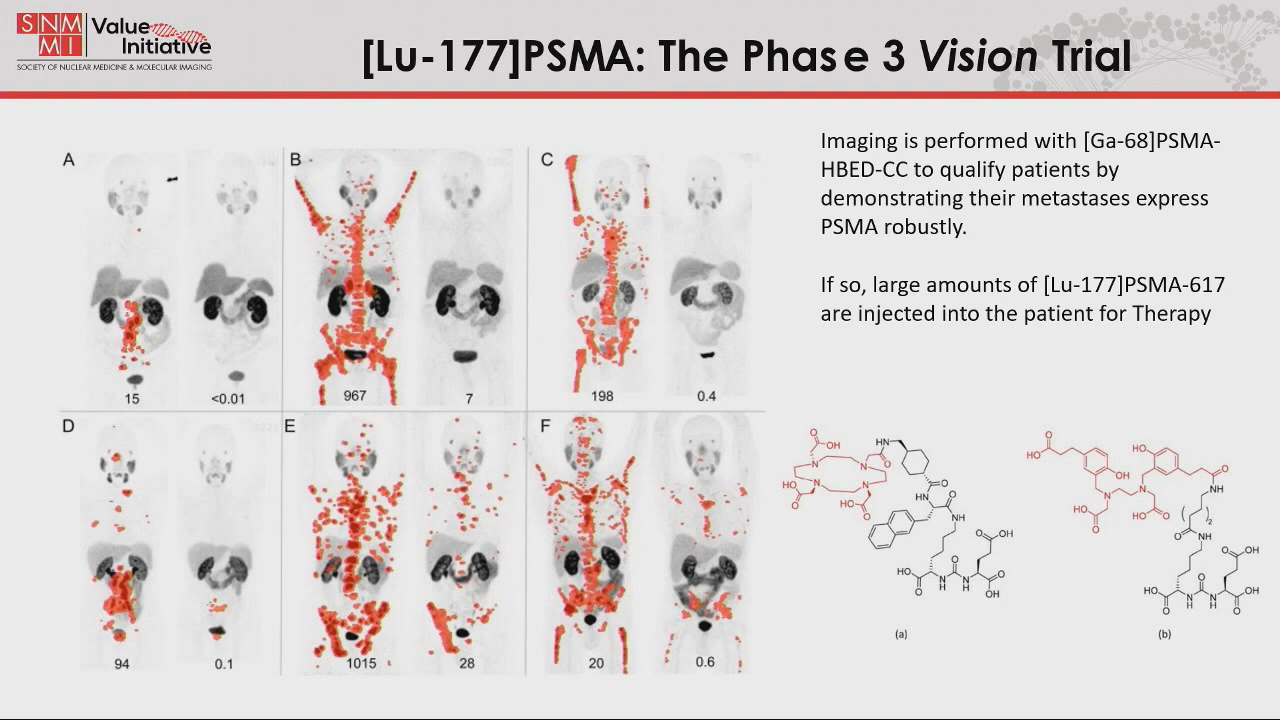 SNM
MI
Value
Initiative
SOCIETY OF NUCLEAR MEDICINE & MOLECULAR IMAGING
[Lu-177]PSMA: The Phase 3 Vision Trial
Imaging is performed with [Ga-68]PSMA-
HBED-CC to qualify patients by
demonstrating their metastases express
PSMA robustly.
If so, large amounts of [Lu-177]PSMA-617
are injected into the patient for Therapy
A
B
C
15
<0.01
967
7
198
0.4
D
E
F
94
0.1
1015
28
20
0.6
O
OH
N
N
N
N
HO
O
HO
O
O
HN
O
HN
O
NH
HO
O
N
H
O
N
H
O
OH
O
OH
(a)
O
HO
OH
HO
N
N
O
HO
O
HO
O
NH
2
O
NH
HO
O
N
H
O
N
H
O
OH
OH
O
(b)